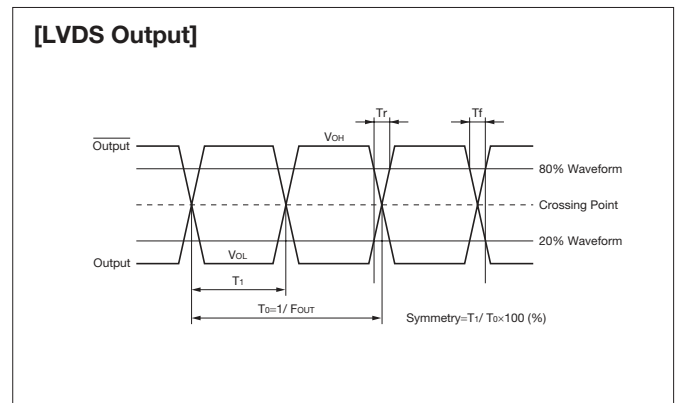 [LVDS Output]
Tr
Tf
Output
VOH
80% Waveform
Crossing Point
20% Waveform
Output
VOL
T1
T0=1/ FOUT
Symmetry=T1/ T0×100 (%)